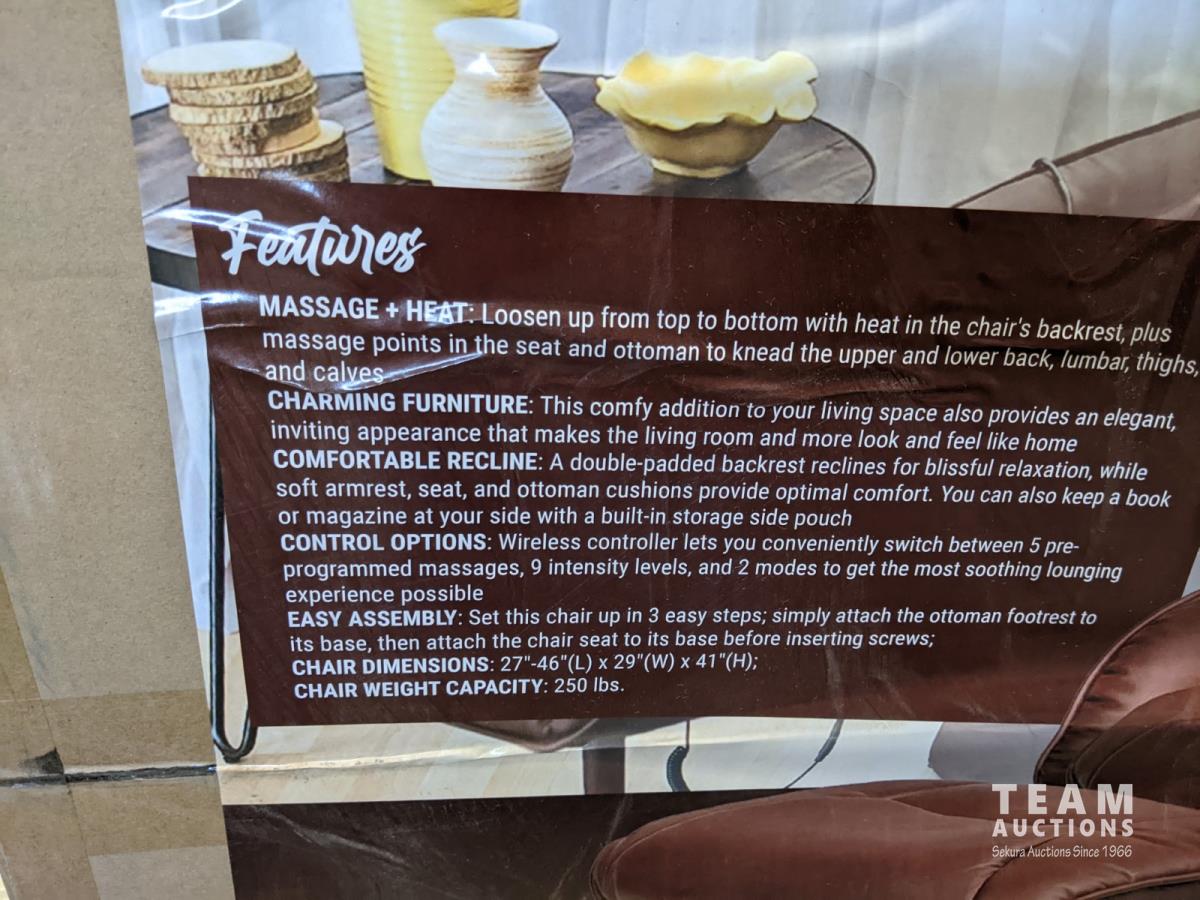 Features
MASSAGE + HEAT: Loosen up from top to bottom with heat in the chair's backrest, plus
massage points in the seat and ottoman to knead the upper and lower back, lumbar, thighs,
and calves
CHARMING FURNITURE: This comfy addition to your living space also provides an elegant,
inviting appearance that makes the living room and more look and feel like home
COMFORTABLE RECLINE: A double-padded backrest reclines for blissful relaxation, while
soft armrest, seat, and ottoman cushions provide optimal comfort. You can also keep a book
or magazine at your side with a built-in storage side pouch
CONTROL OPTIONS: Wireless controller lets you conveniently switch between 5 pre-
programmed massages, 9 intensity levels, and 2 modes to get the most soothing lounging
experience possible
EASY ASSEMBLY: Set this chair up in 3 easy steps; simply attach the ottoman footrest to
its base, then attach the chair seat to its base before inserting screws;
CHAIR DIMENSIONS: 27"-46"(L) x 29"(W) x 41"(H);
CHAIR WEIGHT CAPACITY: 250 lbs.
TEAM
AUCTIONS
Sekura Auctions Since 1966